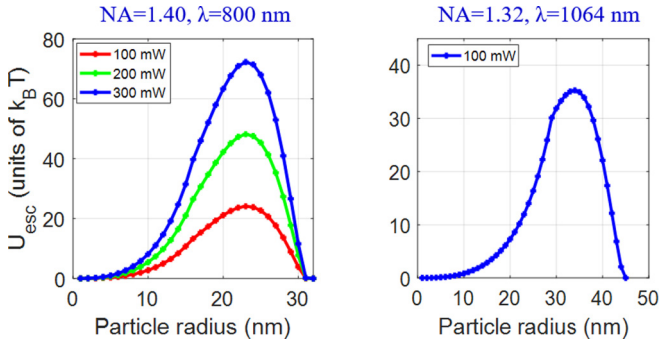 NA=1.40, λ=800 nm
U_esc (units of k_BT)
80
60
40
20
0
100 mW
200 mW
300 mW
0 10 20 30
Particle radius (nm)
NA=1.32, λ=1064 nm
40
30
20
10
0
100 mW
0 10 20 30 40 50
Particle radius (nm)